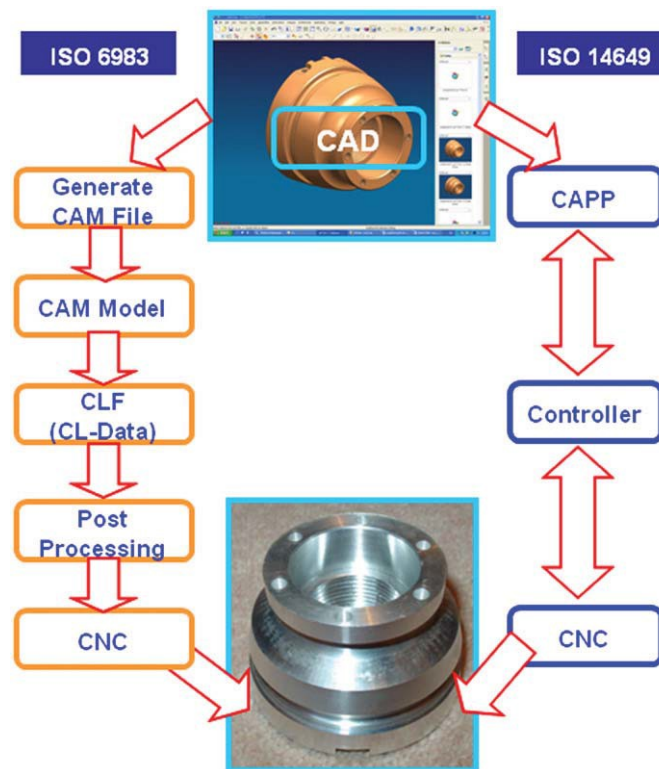 ISO 6983
ISO 14649
CAD
Generate
CAM File
CAPP
CAM Model
CLF
(CL-Data)
Controller
Post
Processing
CNC
CNC